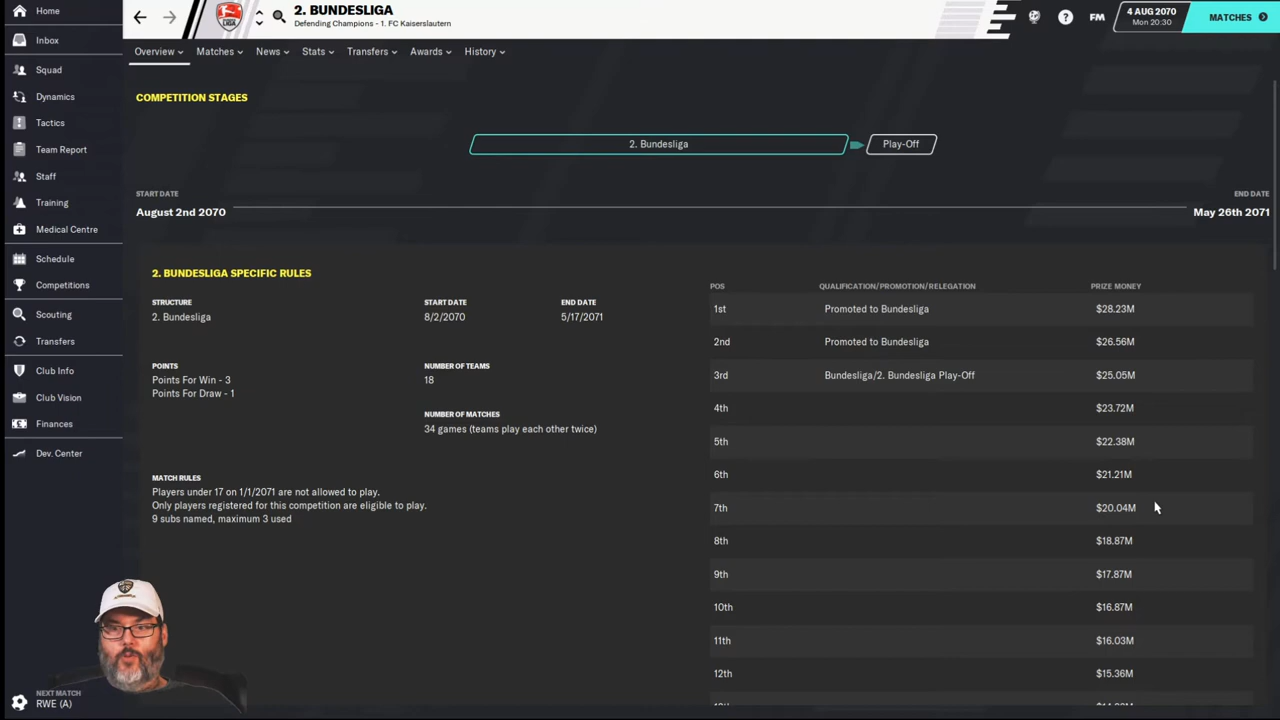 Home
Inbox
Squad
Dynamics
Tactics
Team Report
Staff
Training
Medical Centre
Schedule
Competitions
Scouting
Transfers
Club Info
Club Vision
Finances
Dev. Center
NEXT MATCH
RWE (A)
2. BUNDESLIGA
Defending Champions - 1. FC Kaiserslautern
FM
4 AUG 2070
Mon 20:30
MATCHES
Overview
Matches
News
Stats
Transfers
Awards
History
COMPETITION STAGES
2. Bundesliga
Play-Off
START DATE
August 2nd 2070
END DATE
May 26th 2071
2. BUNDESLIGA SPECIFIC RULES
STRUCTURE
2. Bundesliga
START DATE
8/2/2070
END DATE
5/17/2071
POINTS
Points For Win - 3
Points For Draw - 1
NUMBER OF TEAMS
18
NUMBER OF MATCHES
34 games (teams play each other twice)
MATCH RULES
Players under 17 on 1/1/2071 are not allowed to play.
Only players registered for this competition are eligible to play.
9 subs named, maximum 3 used
POS QUALIFICATION/PROMOTION/RELEGATION PRIZE MONEY
1st Promoted to Bundesliga $28.23M
2nd Promoted to Bundesliga $26.56M
3rd Bundesliga/2. Bundesliga Play-Off $25.05M
4th $23.72M
5th $22.38M
6th $21.21M
7th $20.04M
8th $18.87M
9th $17.87M
10th $16.87M
11th $16.03M
12th $15.36M